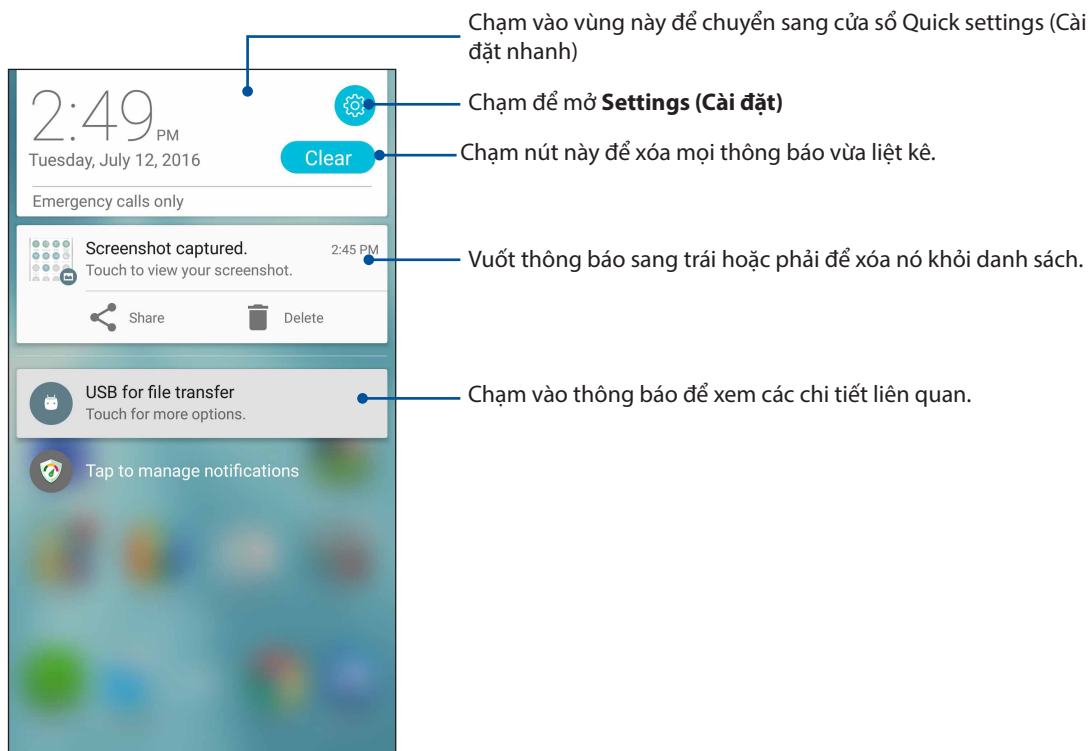 Chạm vào vùng này để chuyển sang cửa sổ Quick settings (Cài
đặt nhanh)
2:49 PM
Chạm để mở Settings (Cài đặt)
Tuesday, July 12, 2016
Clear
Chạm nút này để xóa mọi thông báo vừa liệt kê.
Emergency calls only
Screenshot captured.
2:45 PM
Touch to view your screenshot.
Vuốt thông báo sang trái hoặc phải để xóa nó khỏi danh sách.
Share
Delete
USB for file transfer
Touch for more options.
Chạm vào thông báo để xem các chi tiết liên quan.
Tap to manage notifications